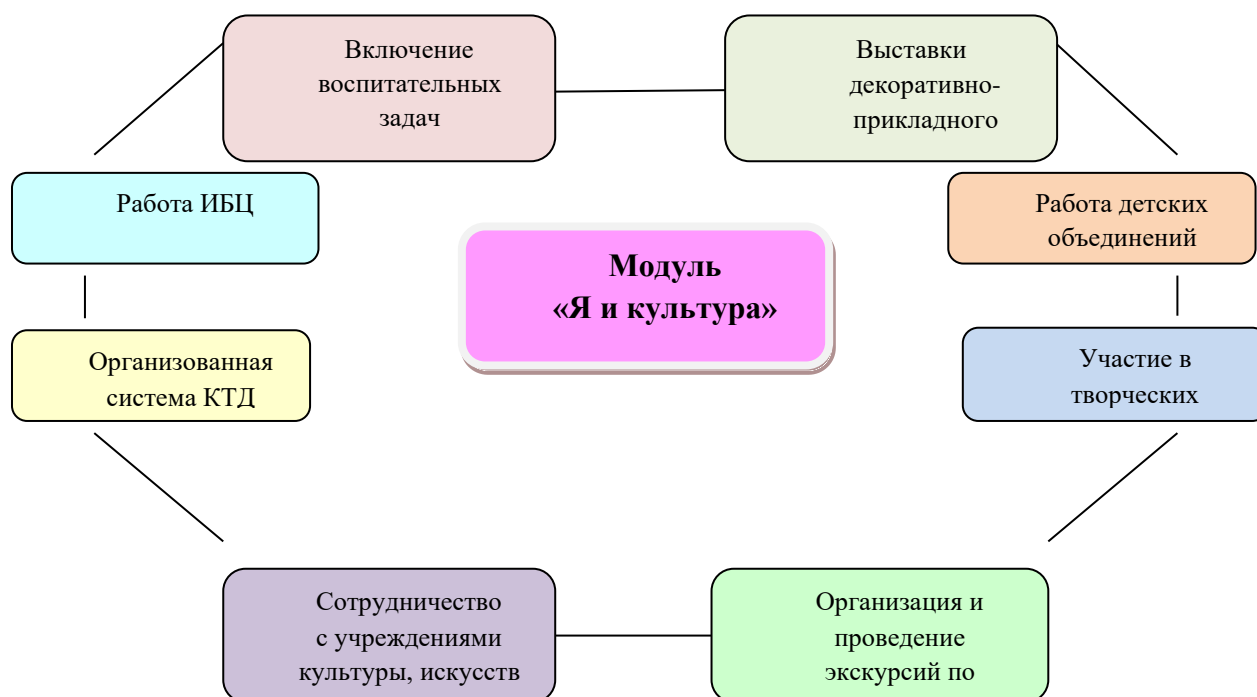 Включение
воспитательных
задач
Выставки
декоративно-
прикладного
Работа ИБЦ
Работа детских
объединений
Модуль
«Я и культура»
Организованная
система КТД
Участие в
творческих
Сотрудничество
с учреждениями
культуры, искусств
Организация и
проведение
экскурсий по